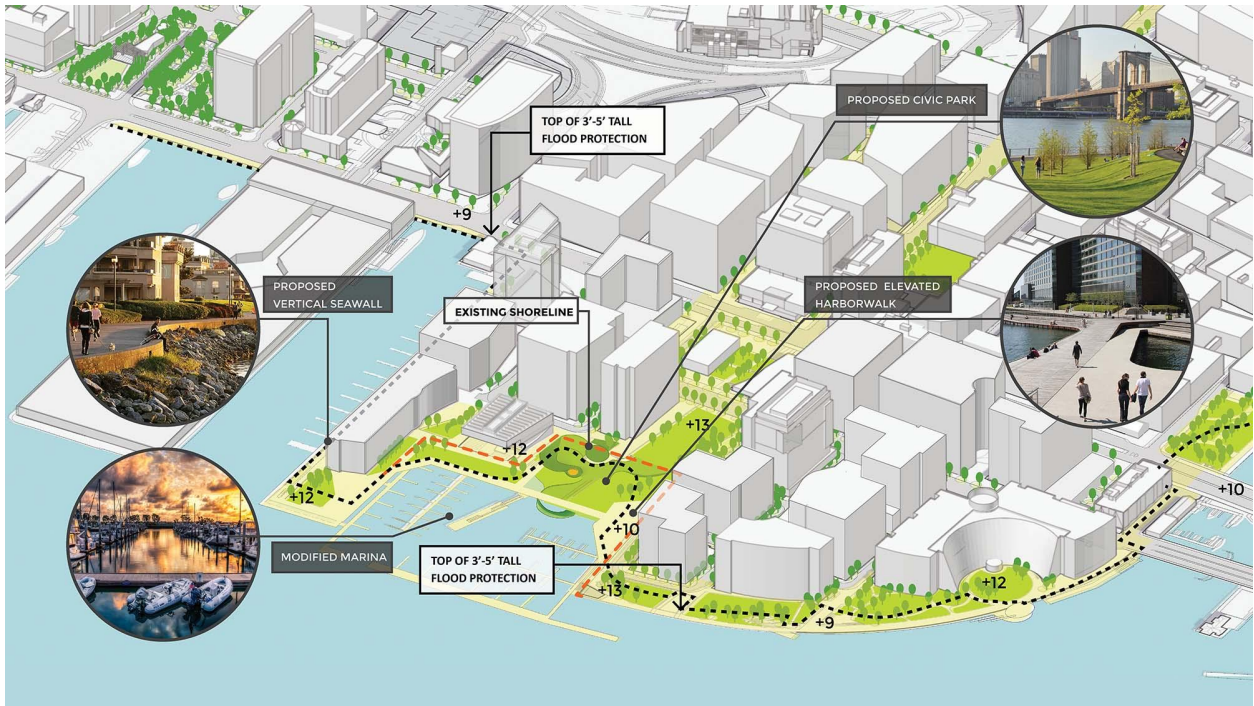 PROPOSED CIVIC PARK
TOP OF 3'-5' TALL
FLOOD PROTECTION
+9
PROPOSED
VERTICAL SEAWALL
EXISTING SHORELINE
PROPOSED ELEVATED
HARBORWALK
+13
+12
+12
+10
+10
MODIFIED MARINA
TOP OF 3'-5' TALL
FLOOD PROTECTION
+13
+12
+9